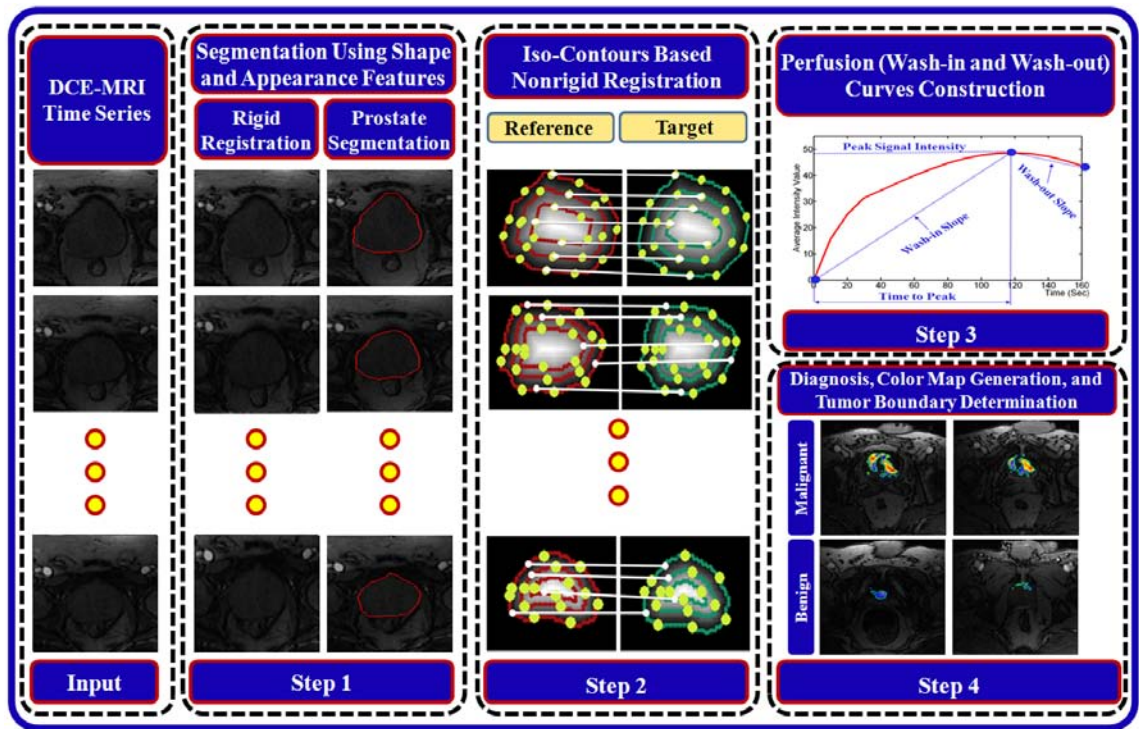 DCE-MRI
Time Series
Input
Segmentation Using Shape
and Appearance Features
Rigid
Registration
Prostate
Segmentation
Step 1
Iso-Contours Based
Nonrigid Registration
Reference
Target
Step 2
Perfusion (Wash-in and Wash-out)
Curves Construction
Average Intensity Value
50
40
30
20
10
0
Peak Signal Intensity
Wash-out Slope
Wash-in Slope
0 20 40 60 80 100 120 140 160
Time to Peak
Time (Sec)
Step 3
Diagnosis, Color Map Generation, and
Tumor Boundary Determination
Malignant
Benign
Step 4